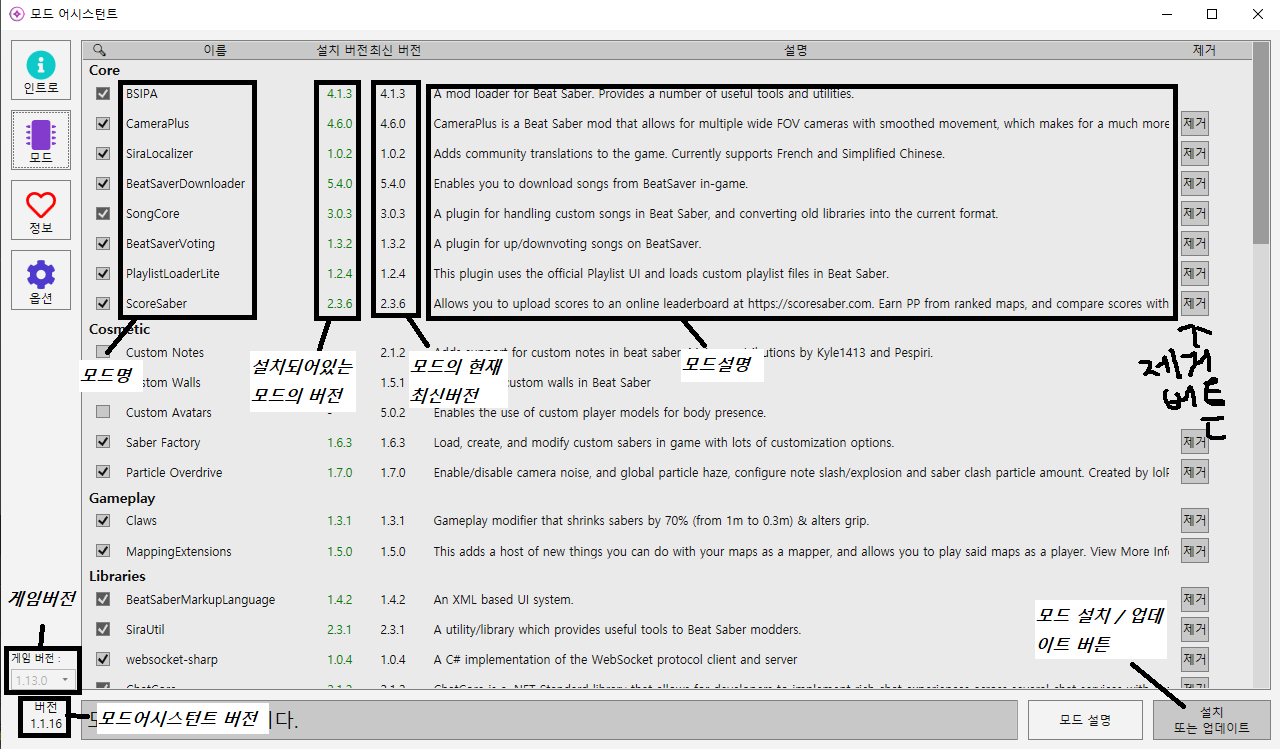 모드 어시스턴트
이름 설치 버전 최신 버전 설명 제거
인트로
모드
정보
옵션
Core
BSIPA 4.1.3 4.1.3 A mod loader for Beat Saber. Provides a number of useful tools and utilities.
CameraPlus 4.6.0 4.6.0 CameraPlus is a Beat Saber mod that allows for multiple wide FOV cameras with smoothed movement, which makes for a much more 제거
SiraLocalizer 1.0.2 1.0.2 Adds community translations to the game. Currently supports French and Simplified Chinese. 제거
BeatSaverDownloader 5.4.0 5.4.0 Enables you to download songs from BeatSaver in-game. 제거
SongCore 3.0.3 3.0.3 A plugin for handling custom songs in Beat Saber, and converting old libraries into the current format. 제거
BeatSaverVoting 1.3.2 1.3.2 A plugin for up/downvoting songs on BeatSaver. 제거
PlaylistLoaderLite 1.2.4 1.2.4 This plugin uses the official Playlist UI and loads custom playlist files in Beat Saber. 제거
ScoreSaber 2.3.6 2.3.6 Allows you to upload scores to an online leaderboard at https://scoresaber.com. Earn PP from ranked maps, and compare scores with 제거
Cosmetic
Custom Notes 2.1.2 for custom notes in beat saber. by Kyle1413 and Pespiri.
모드명
설치되어있는
모드의 버전
모드의 현재
최신버전
모드설명
제거
버튼
Walls 1.5.1 custom walls in Beat Saber
Custom Avatars - 5.0.2 Enables the use of custom player models for body presence.
Saber Factory 1.6.3 1.6.3 Load, create, and modify custom sabers in game with lots of customization options. 제거
Particle Overdrive 1.7.0 1.7.0 Enable/disable camera noise, and global particle haze, configure note slash/explosion and saber clash particle amount. Created by 제거
Gameplay
Claws 1.3.1 1.3.1 Gameplay modifier that shrinks sabers by 70% (from 1m to 0.3m) & alters grip. 제거
MappingExtensions 1.5.0 1.5.0 This adds a host of new things you can do with your maps as a mapper, and allows you to play said maps as a player. View More 제거
Libraries
BeatSaberMarkupLanguage 1.4.2 1.4.2 An XML based UI system. 제거
SiraUtil 2.3.1 2.3.1 A utility/library which provides useful tools to Beat Saber modders. 제거
websocket-sharp 1.0.4 1.0.4 A C# implementation of the WebSocket protocol client and server 제거
게임버전
게임 버전 :
1.13.0
모드 설치 / 업데
이트 버튼
버전
1.1.16
모드어시스턴트 버전
다.
모드 설명
설치
또는 업데이트